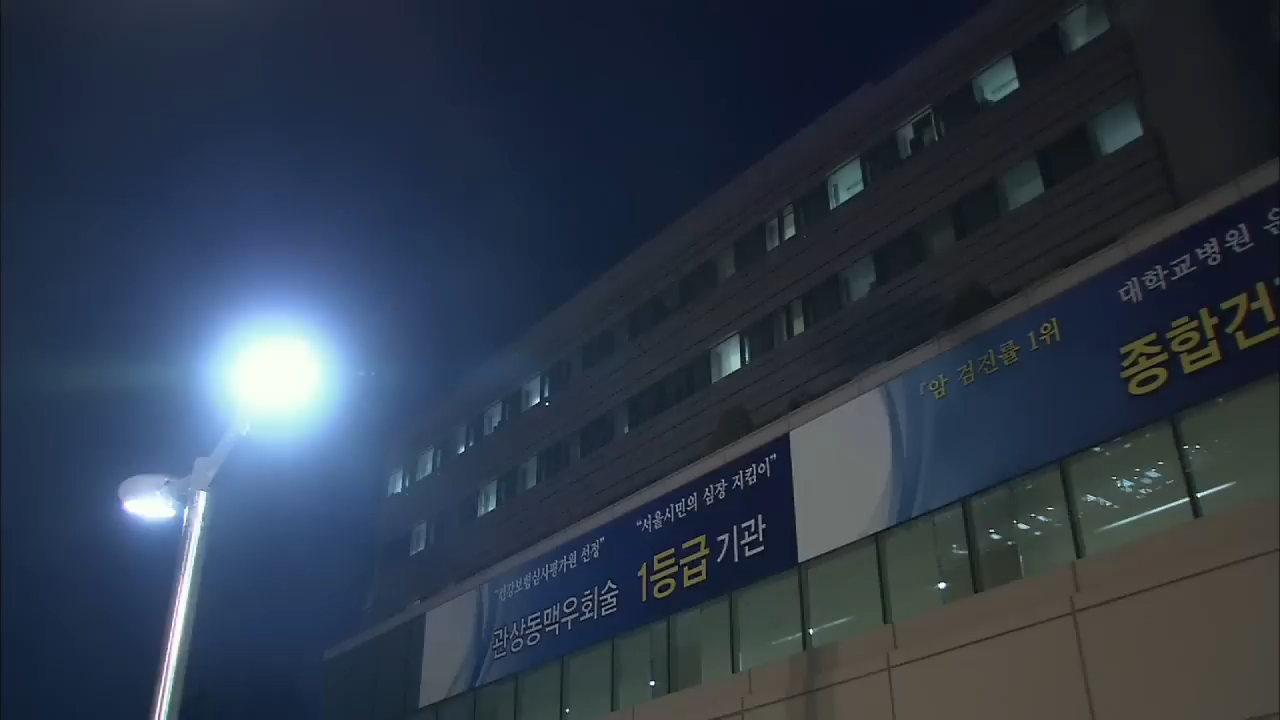 "건강보험심사평가원 선정"
"서울시민의 심장 지킴이"
관상동맥우회술 1등급 기관
「암 검진률 1위
대학교병원
종합건